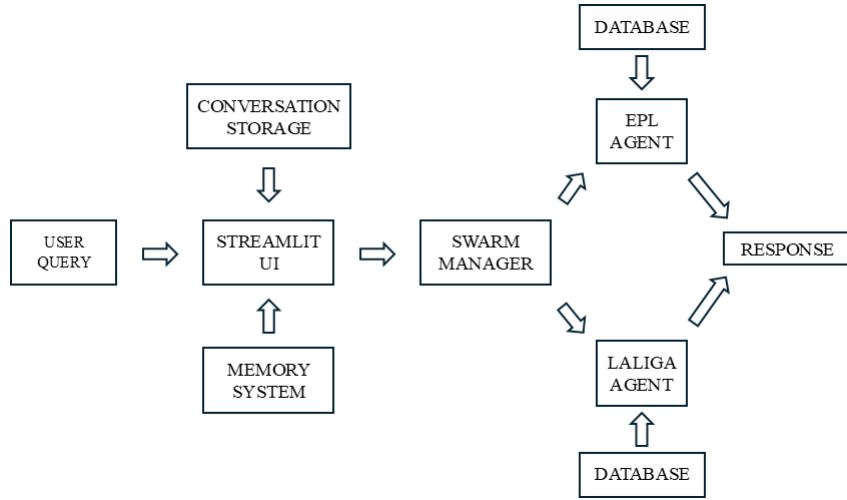 DATABASE
CONVERSATION
STORAGE
EPL
AGENT
USER
QUERY
STREAMLIT
UI
SWARM
MANAGER
RESPONSE
MEMORY
SYSTEM
LALIGA
AGENT
DATABASE